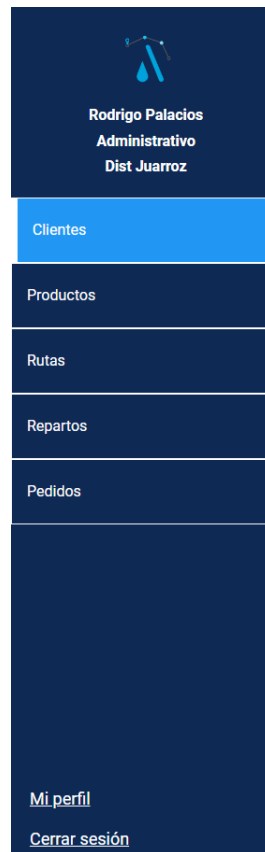 Rodrigo Palacios
Administrativo
Dist Juarroz
Clientes
Productos
Rutas
Repartos
Pedidos
Mi perfil
Cerrar sesión